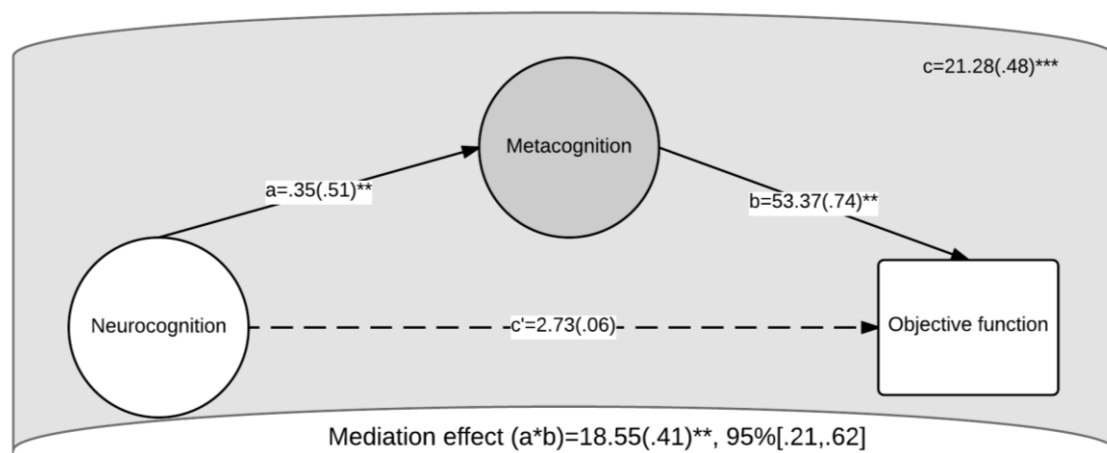 c=21.28(.48)***
Metacognition
a=.35(.51)**
b=53.37(.74)**
Neurocognition
c'=2.73(.06)
Objective function
Mediation effect (a*b)=18.55(.41)**, 95%[.21,.62]